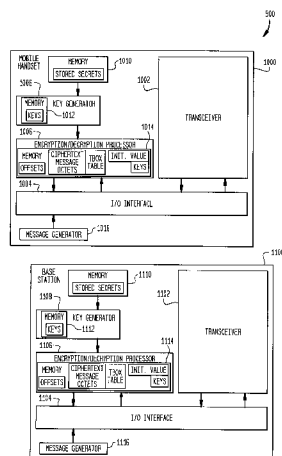 900
1000
MOBILE HANDSET
MEMORY
STORED SECRETS
1010
1002
TRANSCEIVER
1008
MEMORY
KEYS
1012
KEY GENERATOR
1006
1014
ENCRYPTION/DECRYPTION PROCESSOR
MEMORY
OFFSETS
CIPHERTEXT MESSAGE OCTETS
TBOX TABLE
INIT. VALUE
KEYS
1004
I/O INTERFACE
MESSAGE GENERATOR
1016
1100
BASE STATION
MEMORY
STORED SECRETS
1110
1102
TRANSCEIVER
1108
MEMORY
KEYS
1112
KEY GENERATOR
1106
1114
ENCRYPTION/DECRYPTION PROCESSOR
MEMORY
OFFSETS
CIPHERTEXT MESSAGE OCTETS
TBOX TABLE
INIT. VALUE
KEYS
1104
I/O INTERFACE
MESSAGE GENERATOR
1116